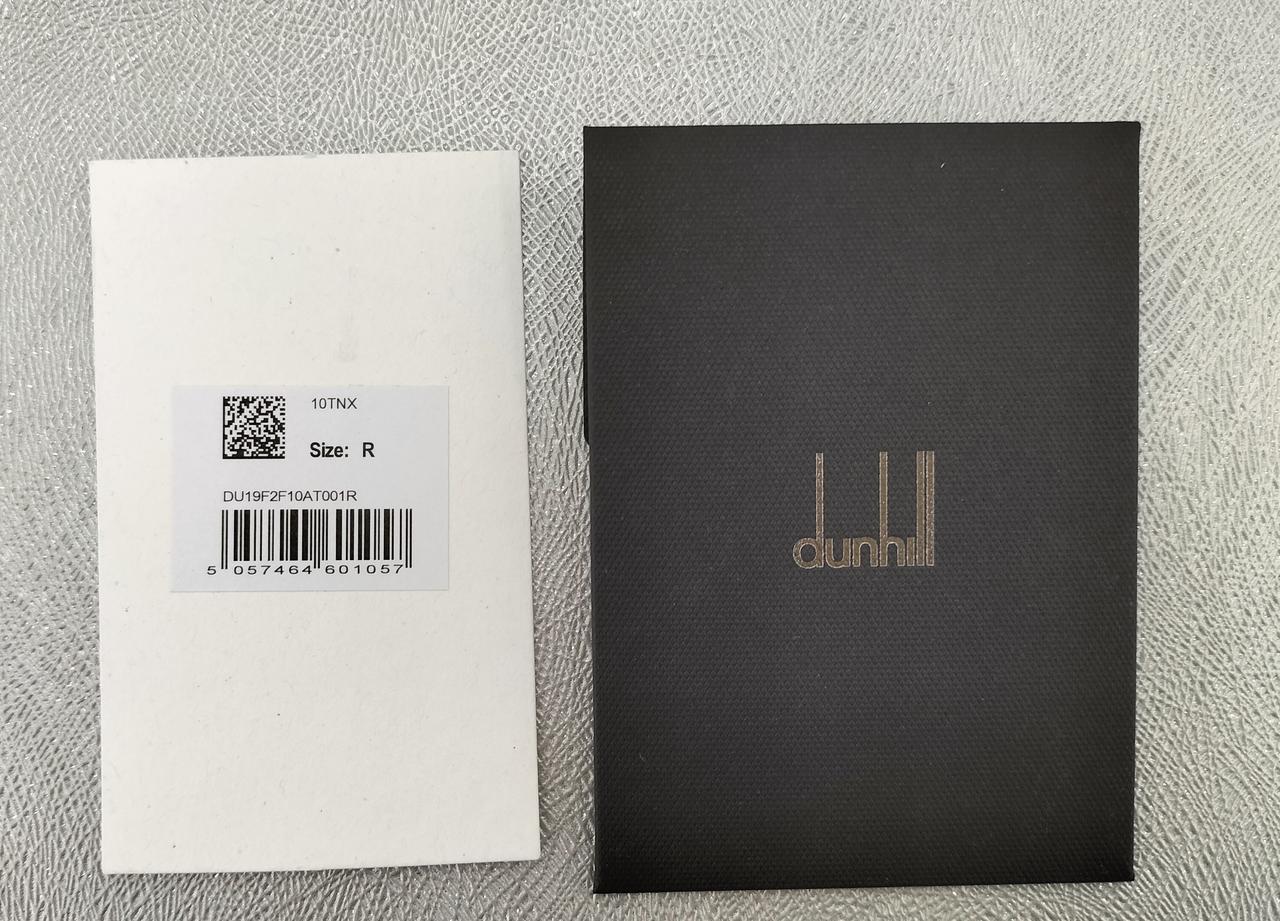 10TNX
Size: R
DU19F2F10AT001R
5 057464 601057
dunhill